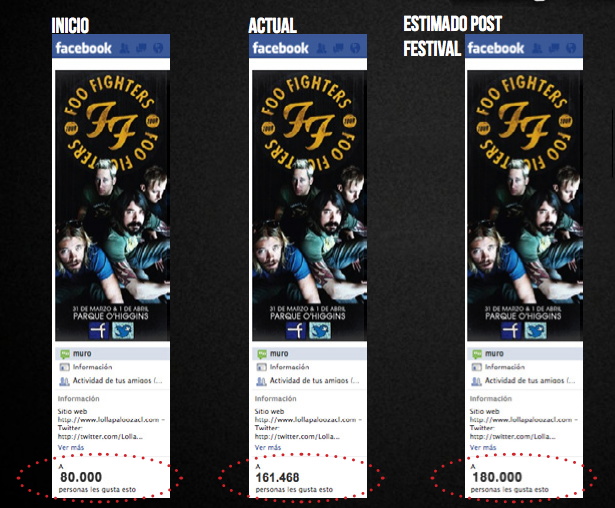 INICIO
facebook
FOO FIGHTERS
FF
FOO FIGHTERS
31 DE MARZO & 1 DE ABRIL
PARQUE O'HIGGINS
muro
Información
Actividad de tus amigos (...
Información
Sitio web
http://www.lollapaloozacl.com -
Twitter:
http://twitter.com/Lolla...
Ver más
A
80.000
personas les gusta esto
ACTUAL
facebook
FOO FIGHTERS
FF
FOO FIGHTERS
31 DE MARZO & 1 DE ABRIL
PARQUE O'HIGGINS
muro
Información
Actividad de tus amigos (...
Información
Sitio web
http://www.lollapaloozacl.com -
Twitter:
http://twitter.com/Lolla...
Ver más
A
161.468
personas les gusta esto
ESTIMADO POST
FESTIVAL
facebook
FOO FIGHTERS
FF
FOO FIGHTERS
31 DE MARZO & 1 DE ABRIL
PARQUE O'HIGGINS
muro
Información
Actividad de tus amigos (...
Información
Sitio web
http://www.lollapaloozacl.com -
Twitter:
http://twitter.com/Lolla...
Ver más
A
180.000
personas les gusta esto